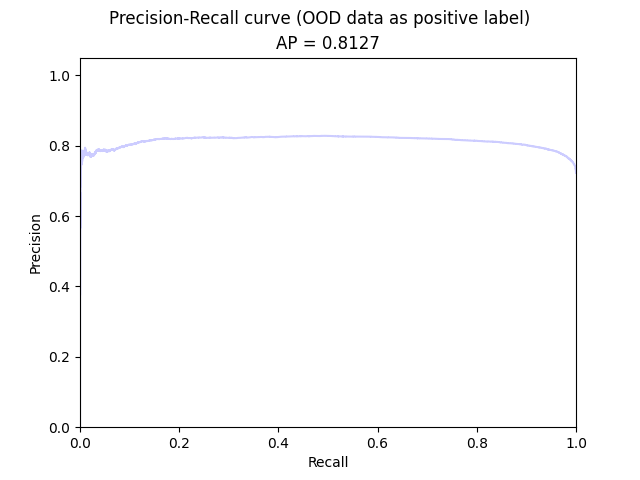 Precision-Recall curve (OOD data as positive label)
AP = 0.8127
1.0
0.8
0.6
0.4
0.2
0.0
Precision
0.0 0.2 0.4 0.6 0.8 1.0
Recall